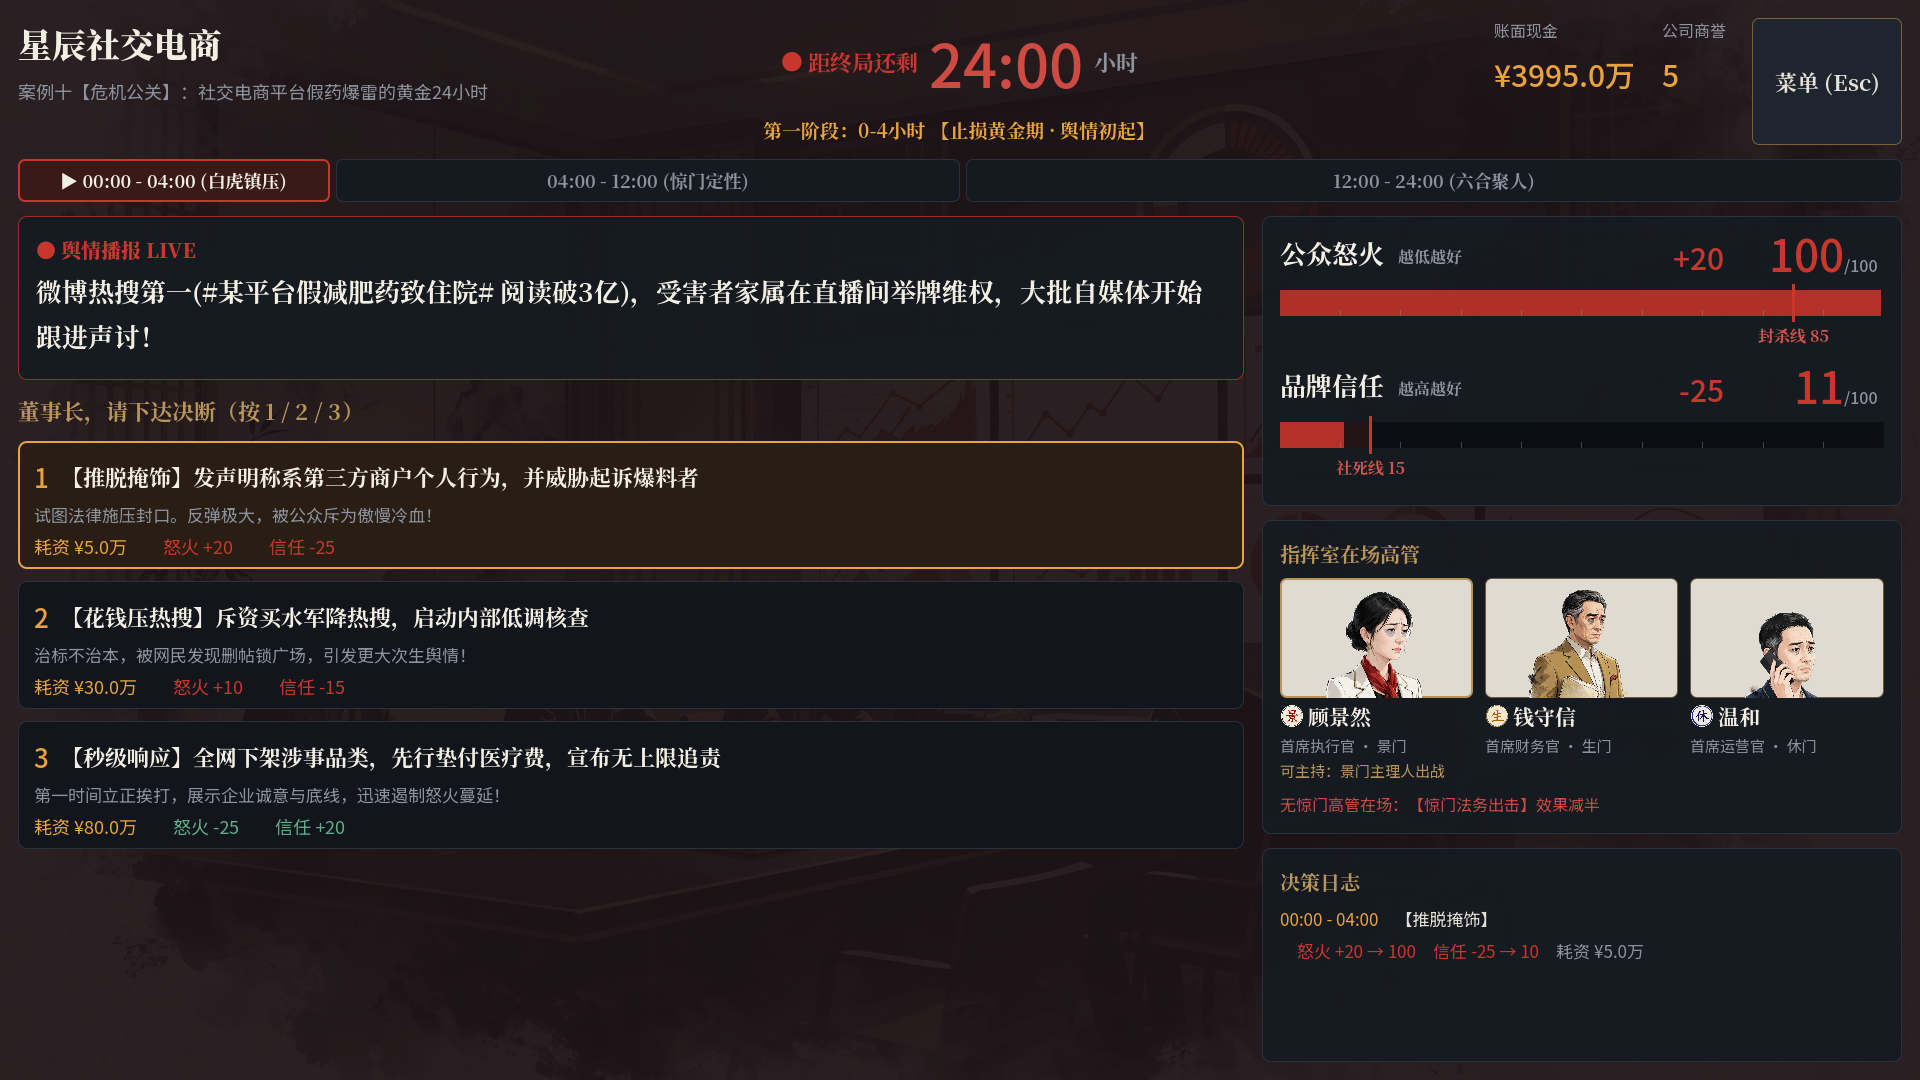 星辰社交电商
案例十【危机公关】：社交电商平台假药爆雷的黄金24小时
● 距终局还剩 24:00 小时
第一阶段：0-4小时 【止损黄金期 · 舆情初起】
账面现金
¥3995.0万
公司商誉
5
菜单 (Esc)
▶ 00:00 - 04:00 (白虎镇压)
04:00 - 12:00 (惊门定性)
12:00 - 24:00 (六合聚人)
● 舆情播报 LIVE
微博热搜第一(#某平台假减肥药致住院# 阅读破3亿)，受害者家属在直播间举牌维权，大批自媒体开始
跟进声讨！
董事长，请下达决断（按 1 / 2 / 3）
1 【推脱掩饰】发声明称系第三方商户个人行为，并威胁起诉爆料者
试图法律施压封口。反弹极大，被公众斥为傲慢冷血！
耗资 ¥5.0万 怒火 +20 信任 -25
2 【花钱压热搜】斥资买水军降热搜，启动内部低调核查
治标不治本，被网民发现删帖锁广场，引发更大次生舆情！
耗资 ¥30.0万 怒火 +10 信任 -15
3 【秒级响应】全网下架涉事品类，先行垫付医疗费，宣布无上限追责
第一时间立正挨打，展示企业诚意与底线，迅速遏制怒火蔓延！
耗资 ¥80.0万 怒火 -25 信任 +20
公众怒火 越低越好 +20 100/100
封杀线 85
品牌信任 越高越好 -25 11/100
社死线 15
指挥室在场高管
景 顾景然
首席执行官 · 景门
可主持：景门主理人出战
生 钱守信
首席财务官 · 生门
休 温和
首席运营官 · 休门
无惊门高管在场：【惊门法务出击】效果减半
决策日志
00:00 - 04:00 【推脱掩饰】
怒火 +20 → 100 信任 -25 → 10 耗资 ¥5.0万